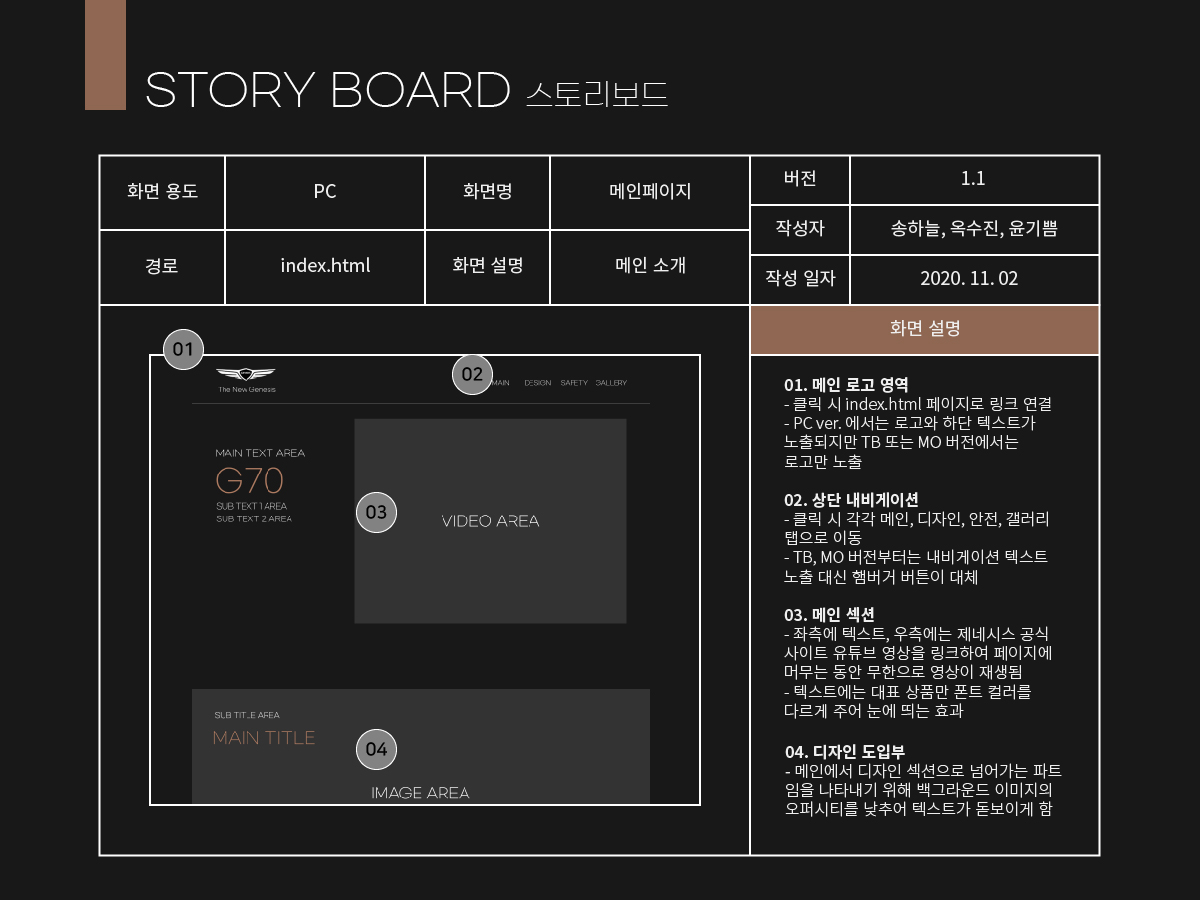 STORY BOARD 스토리보드
화면 용도
PC
화면명
메인페이지
버전
1.1
작성자
송하늘, 옥수진, 윤기쁨
경로
index.html
화면 설명
메인 소개
작성 일자
2020. 11. 02
화면 설명
01
The New Genesis
02
MAIN
DESIGN
SAFETY
GALLERY
MAIN TEXT AREA
G70
SUB TEXT 1 AREA
SUB TEXT 2 AREA
03
VIDEO AREA
SUB TITLE AREA
MAIN TITLE
04
IMAGE AREA
01. 메인 로고 영역
- 클릭 시 index.html 페이지로 링크 연결
- PC ver. 에서는 로고와 하단 텍스트가
노출되지만 TB 또는 MO 버전에서는
로고만 노출
02. 상단 내비게이션
- 클릭 시 각각 메인, 디자인, 안전, 갤러리
탭으로 이동
- TB, MO 버전부터는 내비게이션 텍스트
노출 대신 햄버거 버튼이 대체
03. 메인 섹션
- 좌측에 텍스트, 우측에는 제네시스 공식
사이트 유튜브 영상을 링크하여 페이지에
머무는 동안 무한으로 영상이 재생됨
- 텍스트에는 대표 상품만 폰트 컬러를
다르게 주어 눈에 띄는 효과
04. 디자인 도입부
- 메인에서 디자인 섹션으로 넘어가는 파트
임을 나타내기 위해 백그라운드 이미지의
오퍼시티를 낮추어 텍스트가 돋보이게 함